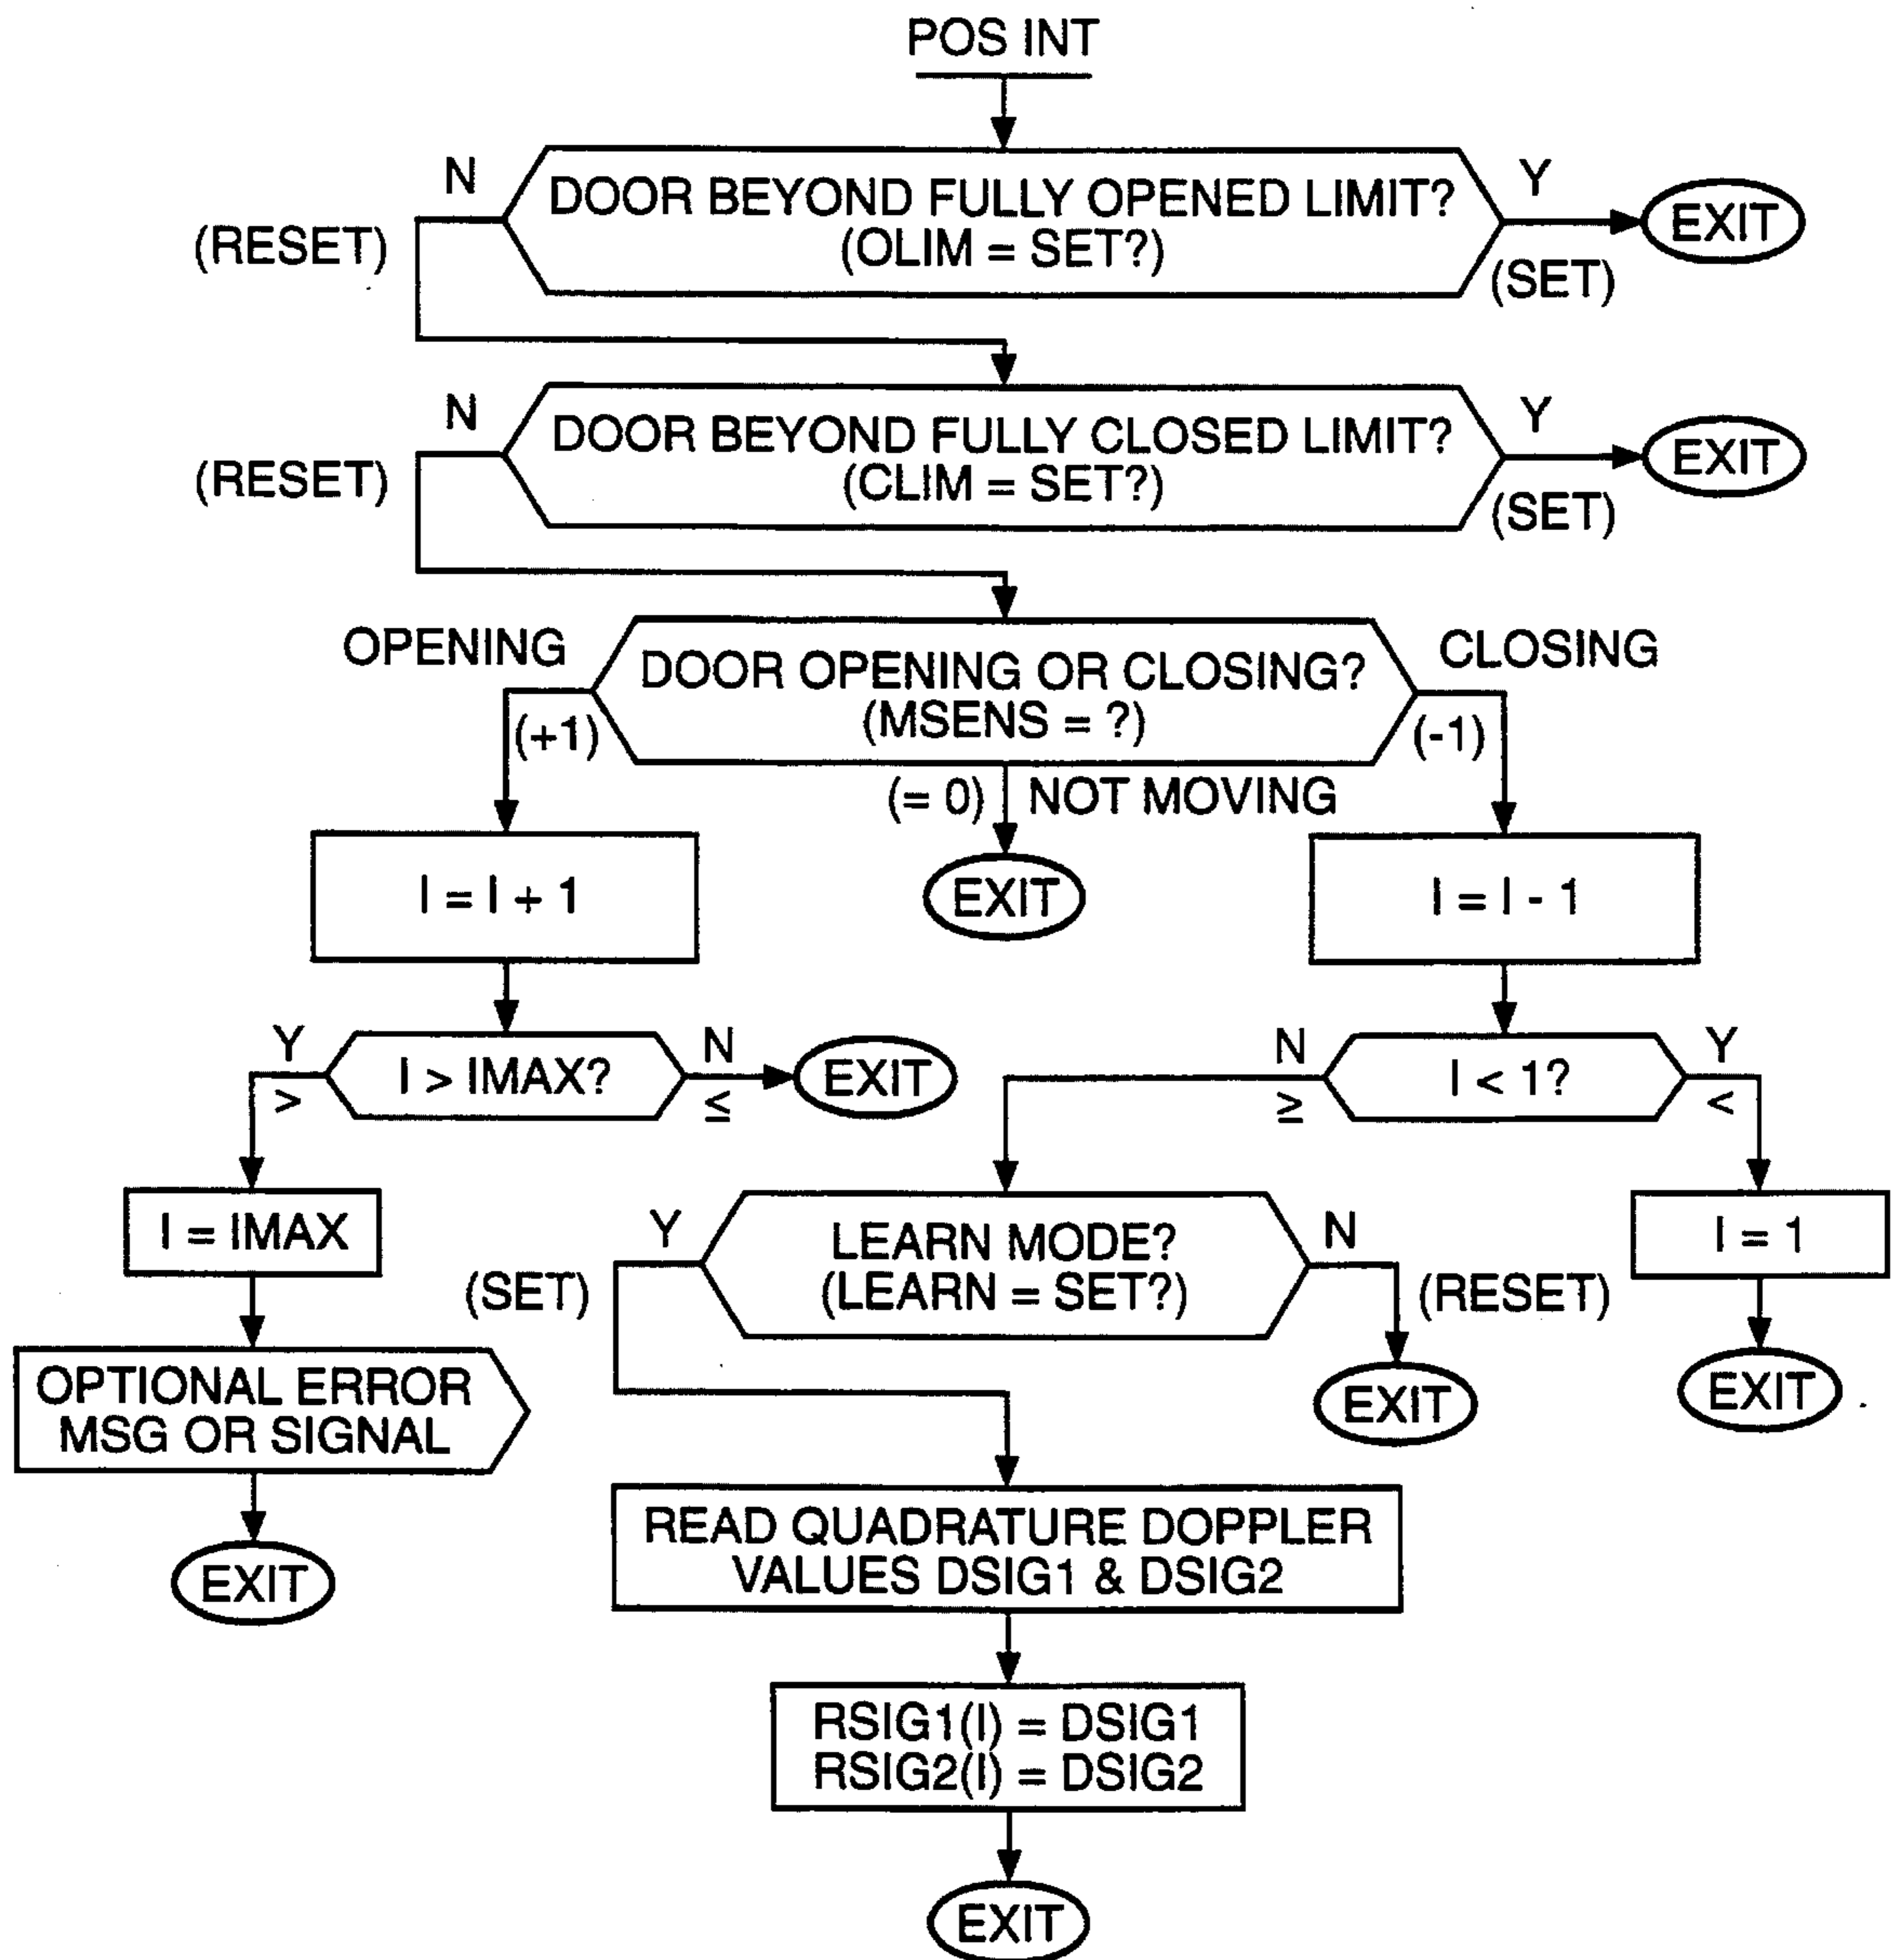 POS INT
N
DOOR BEYOND FULLY OPENED LIMIT?
Y
(RESET)
(OLIM = SET?)
(SET)
EXIT
N
DOOR BEYOND FULLY CLOSED LIMIT?
Y
(RESET)
(CLIM = SET?)
(SET)
EXIT
OPENING
DOOR OPENING OR CLOSING?
CLOSING
(+1)
(MSENS = ?)
(-1)
(= 0)
NOT MOVING
I = I + 1
EXIT
I = I - 1
Y
I > IMAX?
N
>
≤
EXIT
N
I < 1?
Y
≥
<
I = IMAX
Y
LEARN MODE?
N
(SET)
(LEARN = SET?)
(RESET)
I = 1
OPTIONAL ERROR
MSG OR SIGNAL
EXIT
EXIT
EXIT
READ QUADRATURE DOPPLER
VALUES DSIG1 & DSIG2
RSIG1(I) = DSIG1
RSIG2(I) = DSIG2
EXIT